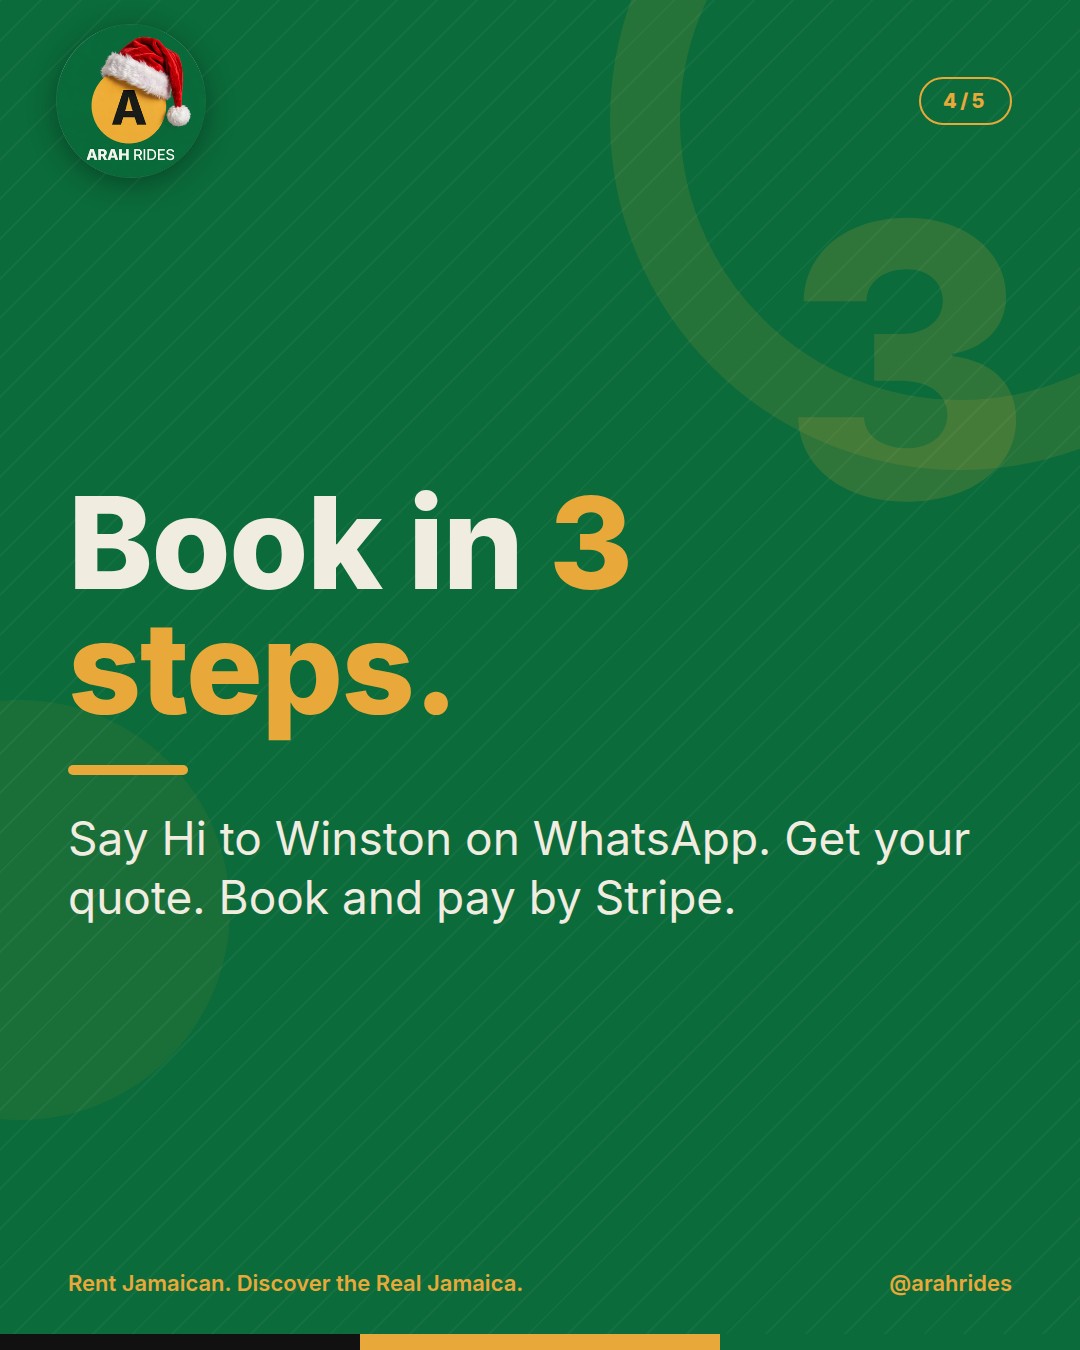 A
ARAH RIDES
4/5
3
Book in 3
steps.
Say Hi to Winston on WhatsApp. Get your
quote. Book and pay by Stripe.
Rent Jamaican. Discover the Real Jamaica.
@arahrides